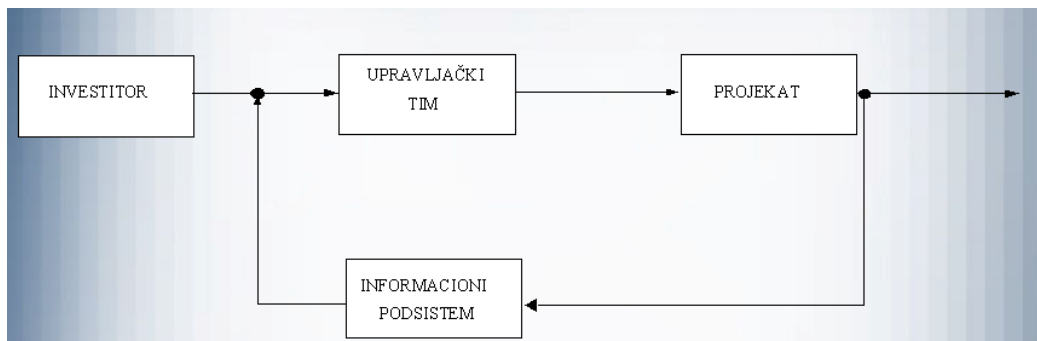 INVESTITOR
UPRAVLJAČKI
TIM
PROJEKAT
INFORMACIONI
PODSISTEM